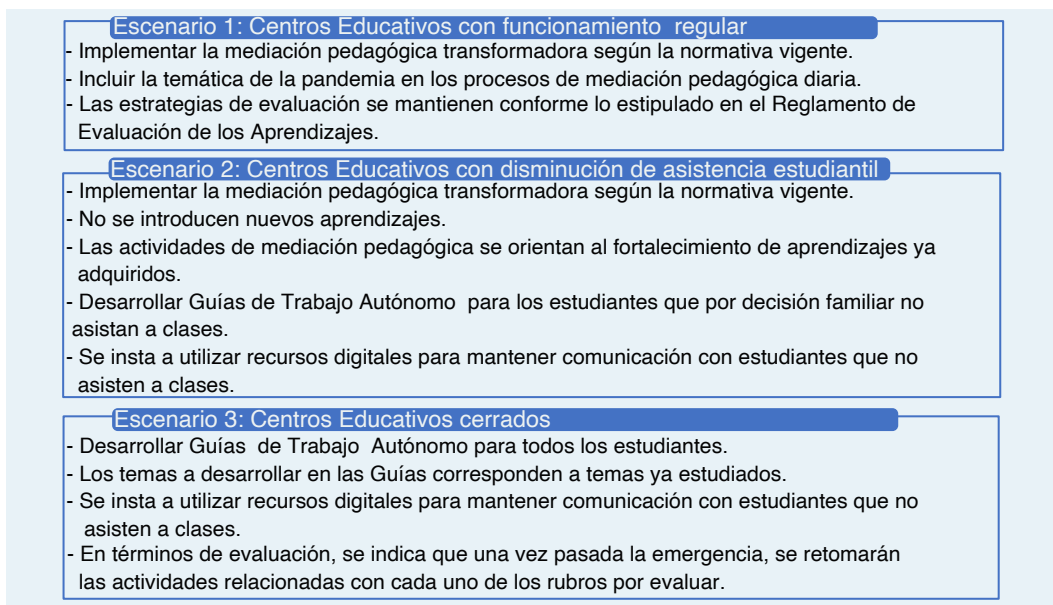 Escenario 1: Centros Educativos con funcionamiento regular
- Implementar la mediación pedagógica transformadora según la normativa vigente.
- Incluir la temática de la pandemia en los procesos de mediación pedagógica diaria.
- Las estrategias de evaluación se mantienen conforme lo estipulado en el Reglamento de
Evaluación de los Aprendizajes.
Escenario 2: Centros Educativos con disminución de asistencia estudiantil
- Implementar la mediación pedagógica transformadora según la normativa vigente.
- No se introducen nuevos aprendizajes.
- Las actividades de mediación pedagógica se orientan al fortalecimiento de aprendizajes ya
adquiridos.
- Desarrollar Guías de Trabajo Autónomo para los estudiantes que por decisión familiar no
asistan a clases.
- Se insta a utilizar recursos digitales para mantener comunicación con estudiantes que no
asisten a clases.
Escenario 3: Centros Educativos cerrados
- Desarrollar Guías de Trabajo Autónomo para todos los estudiantes.
- Los temas a desarrollar en las Guías corresponden a temas ya estudiados.
- Se insta a utilizar recursos digitales para mantener comunicación con estudiantes que no
asisten a clases.
- En términos de evaluación, se indica que una vez pasada la emergencia, se retomarán
las actividades relacionadas con cada uno de los rubros por evaluar.